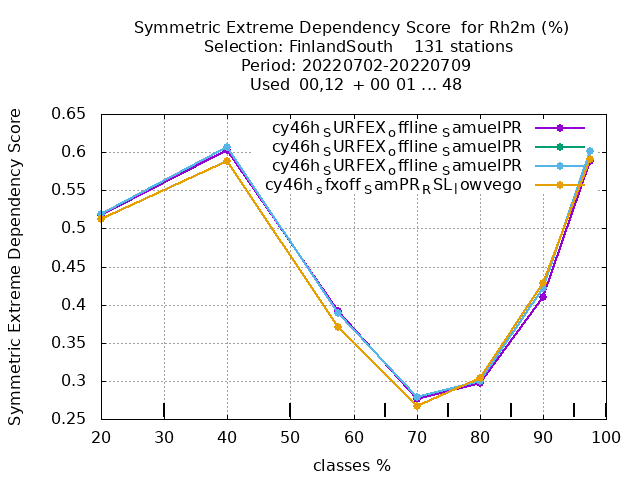 Symmetric Extreme Dependency Score for Rh2m (%)
Selection: FinlandSouth 131 stations
Period: 20220702-20220709
Used 00,12 + 00 01 ... 48
Symmetric Extreme Dependency Score
0.65
0.6
0.55
0.5
0.45
0.4
0.35
0.3
0.25
cy46h_SURFEX_offline_SamuelPR
cy46h_SURFEX_offline_SamuelPR
cy46h_SURFEX_offline_SamuelPR
cy46h_sfxoff_SamPR_RSL_lowvego
20 30 40 50 60 70 80 90 100
classes %